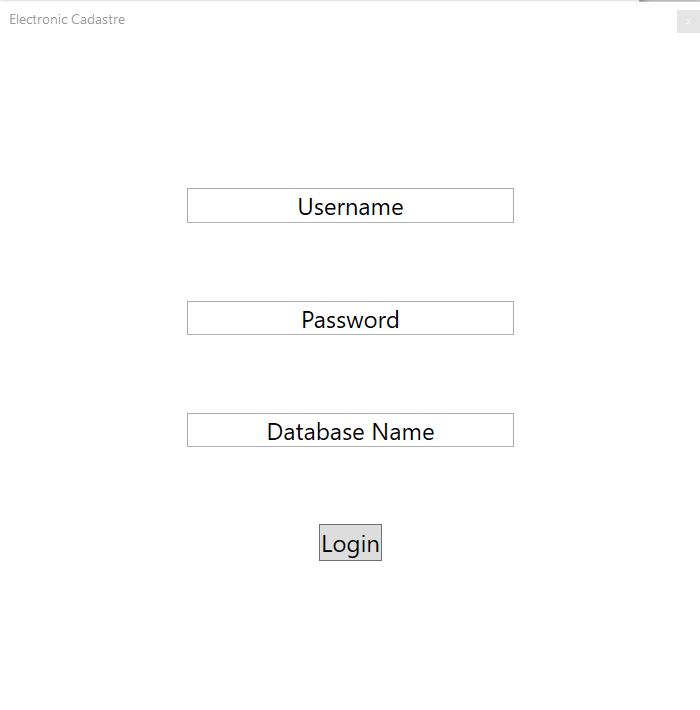 Electronic Cadastre
Username
Password
Database Name
Login